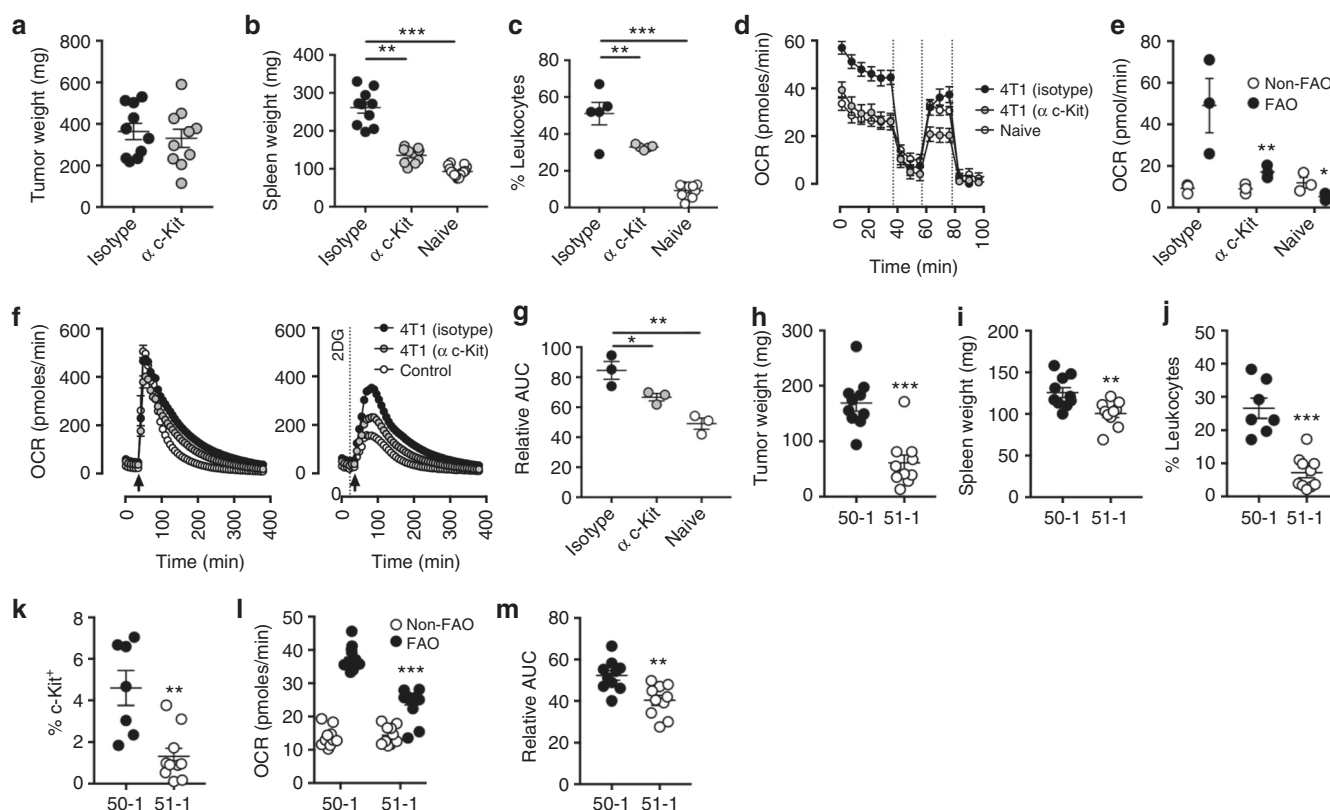 a
Tumor weight (mg)
800
600
400
200
0
Isotype
α c-Kit
b
Spleen weight (mg)
400
300
200
100
0
***
**
Isotype
α c-Kit
Naive
c
% Leukocytes
80
60
40
20
0
***
**
Isotype
α c-Kit
Naive
d
OCR (pmoles/min)
60
40
20
0
0
20
40
60
80
100
Time (min)
4T1 (isotype)
4T1 (α c-Kit)
Naive
e
OCR (pmol/min)
80
60
40
20
0
Non-FAO
FAO
**
*
Isotype
α c-Kit
Naive
f
OCR (pmoles/min)
600
400
200
0
0
100
200
300
400
Time (min)
600
400
200
0
2DG
4T1 (isotype)
4T1 (α c-Kit)
Control
0
100
200
300
400
Time (min)
g
Relative AUC
100
80
60
40
20
0
**
*
Isotype
α c-Kit
Naive
h
Tumor weight (mg)
300
200
100
0
***
50-1 51-1
i
Spleen weight (mg)
200
150
100
50
0
**
50-1 51-1
j
% Leukocytes
50
40
30
20
10
0
***
50-1 51-1
k
% c-Kit+
8
6
4
2
0
**
50-1 51-1
l
OCR (pmoles/min)
50
40
30
20
10
0
Non-FAO
FAO
***
50-1 51-1
m
Relative AUC
80
60
40
20
0
**
50-1 51-1